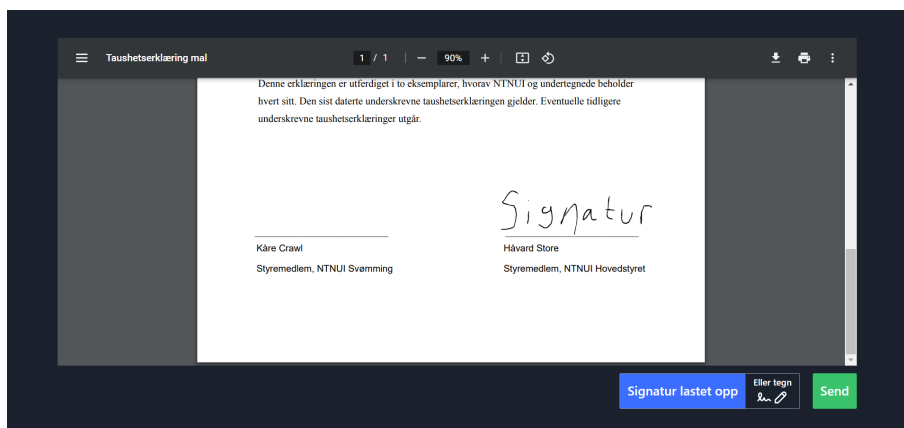 Taushetserklæring mal
1 / 1
90%
Denne erklæringen er utferdiget i to eksemplarer, hvorav NTNUI og undertegnede beholder
hvert sitt. Den sist daterte underskrevne taushetserklæringen gjelder. Eventuelle tidligere
underskrevne taushetserklæringer utgår.
Signatur
Kåre Crawl
Håvard Store
Styremedlem, NTNUI Svømming
Styremedlem, NTNUI Hovedstyret
Signatur lastet opp
Eller tegn
Send